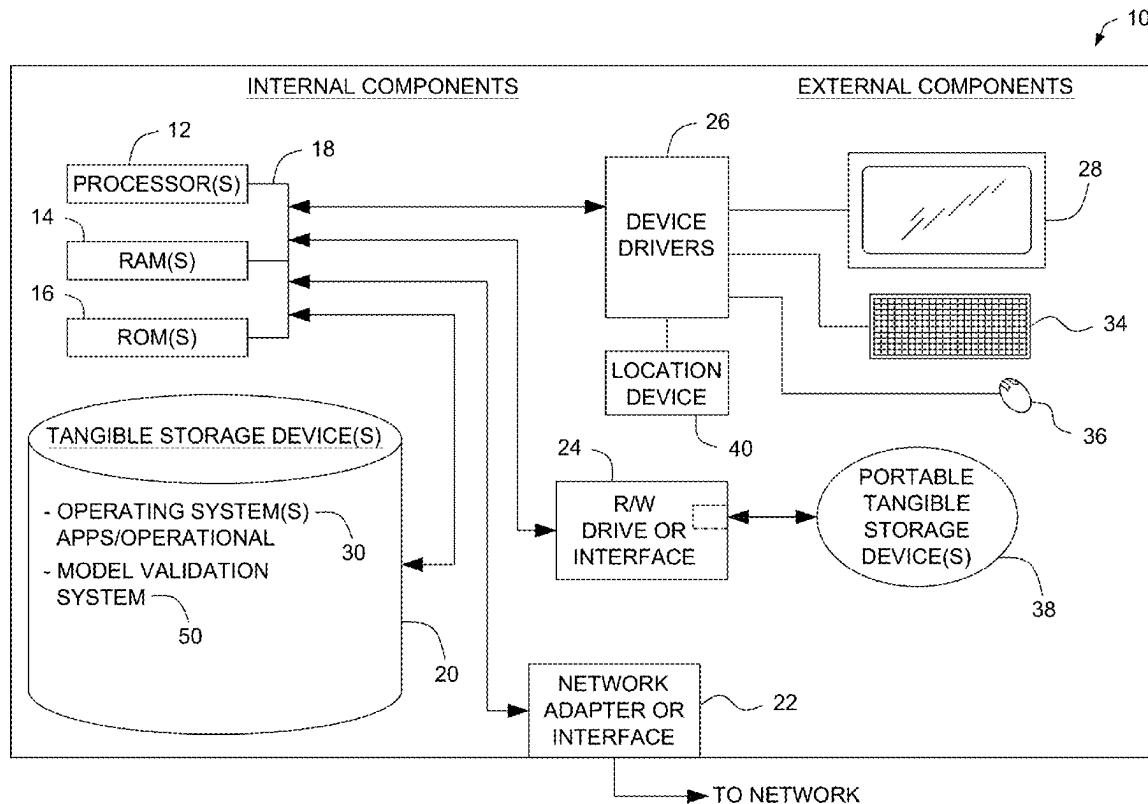 10
INTERNAL COMPONENTS
EXTERNAL COMPONENTS
12
18
26
PROCESSOR(S)
28
14
DEVICE
DRIVERS
RAM(S)
16
34
ROM(S)
LOCATION
DEVICE
36
TANGIBLE STORAGE DEVICE(S)
40
24
PORTABLE
TANGIBLE
STORAGE
DEVICE(S)
R/W
DRIVE OR
INTERFACE
- OPERATING SYSTEM(S)
APPS/OPERATIONAL
30
- MODEL VALIDATION
SYSTEM
38
50
20
NETWORK
ADAPTER OR
INTERFACE
22
TO NETWORK